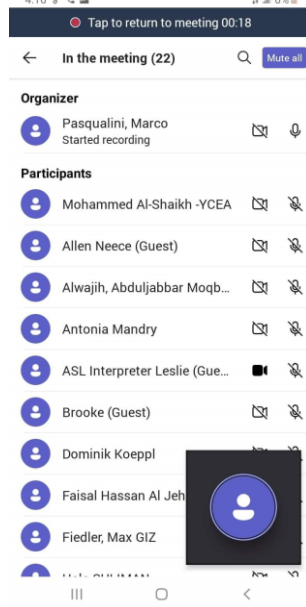 Tap to return to meeting 00:18
In the meeting (22)
Mute all
Organizer
Pasqualini, Marco
Started recording
Participants
Mohammed Al-Shaikh -YCEA
Allen Neece (Guest)
Alwajih, Abduljabbar Moqb...
Antonia Mandry
ASL Interpreter Leslie (Gue...
Brooke (Guest)
Dominik Koeppl
Faisal Hassan Al Jeh
Fiedler, Max GIZ